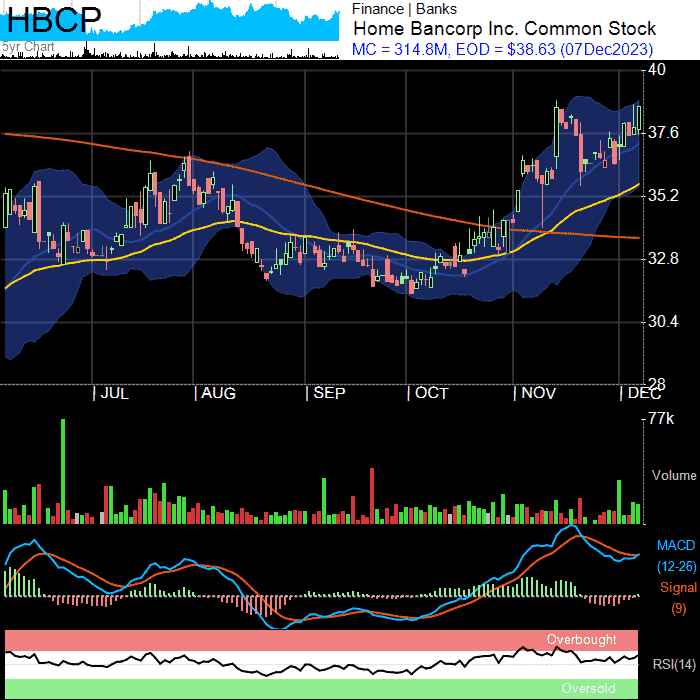 HBCP
5yr Chart
Finance | Banks
Home Bancorp Inc. Common Stock
MC = 314.8M, EOD = $38.63 (07Dec2023)
40
37.6
35.2
32.8
30.4
28
| JUL | AUG | SEP | OCT | NOV | DEC
77k
Volume
MACD
(12-26)
Signal
(9)
Overbought
RSI(14)
Oversold